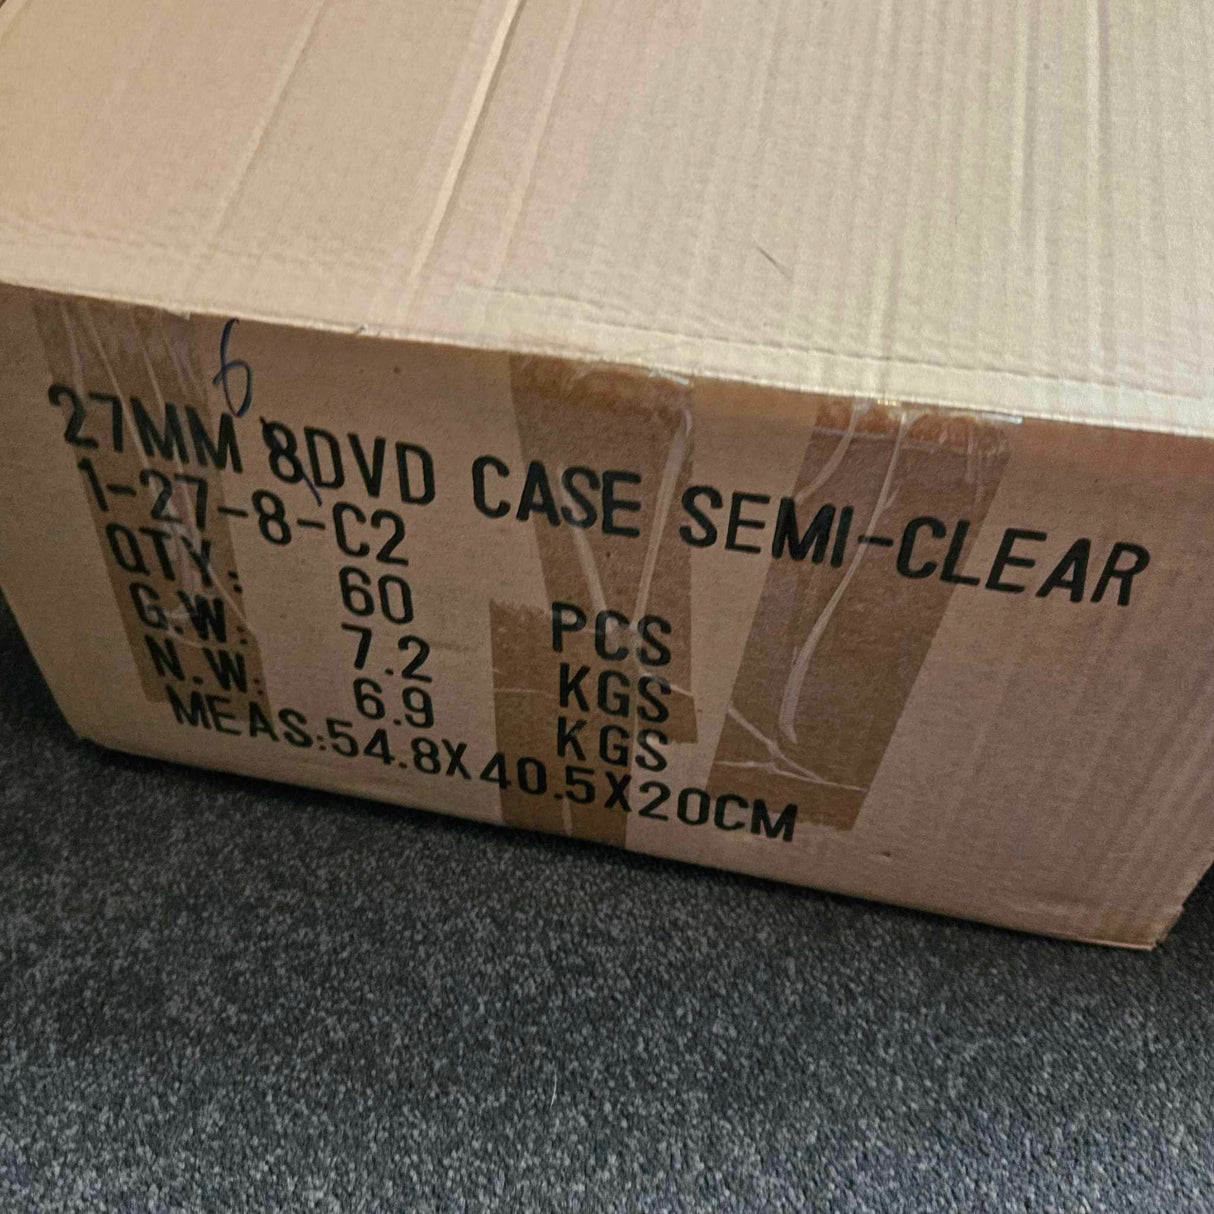 6
27MM 8DVD CASE SEMI-CLEAR
1-27-8-C2
QTY: 60 PCS
G.W: 7.2 KGS
N.W: 6.9 KGS
MEAS:54.8X40.5X20CM